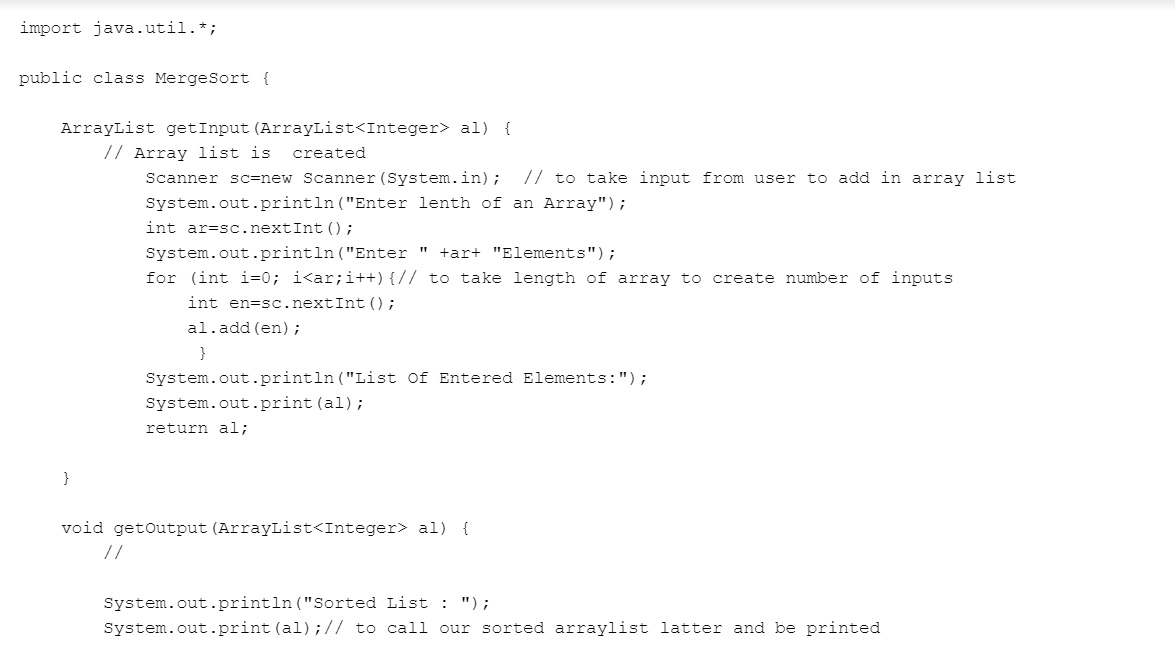 import java.util.*;
public class MergeSort {
ArrayList getInput(ArrayList<Integer> al) {
// Array list is  created
Scanner sc=new Scanner(System.in);  // to take input from user to add in array list
System.out.println("Enter lenth of an Array");
int ar=sc.nextInt();
System.out.println("Enter " +ar+ "Elements");
for (int i=0; i<ar;i++){// to take length of array to create number of inputs
int en=sc.nextInt();
al.add(en);
}
System.out.println("List Of Entered Elements:");
System.out.print(al);
return al;
}
void getOutput(ArrayList<Integer> al) {
//
System.out.println("Sorted List : ");
System.out.print(al);// to call our sorted arraylist latter and be printed